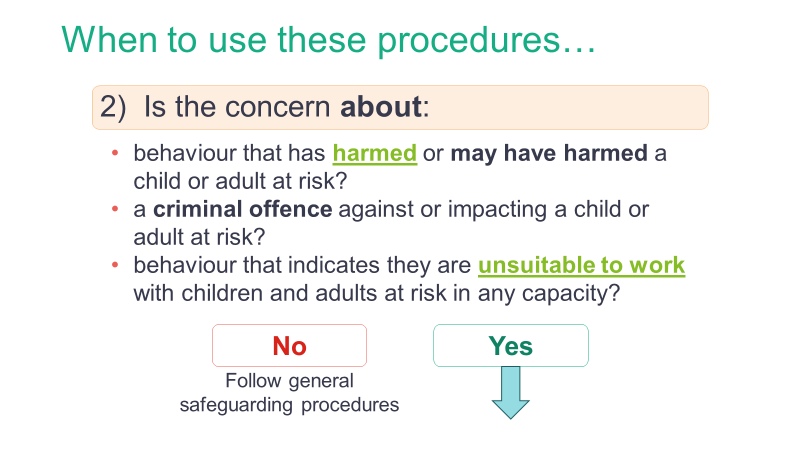 When to use these procedures…
2) Is the concern about:
• behaviour that has harmed or may have harmed a
child or adult at risk?
• a criminal offence against or impacting a child or
adult at risk?
• behaviour that indicates they are unsuitable to work
with children and adults at risk in any capacity?
No
Yes
Follow general
safeguarding procedures